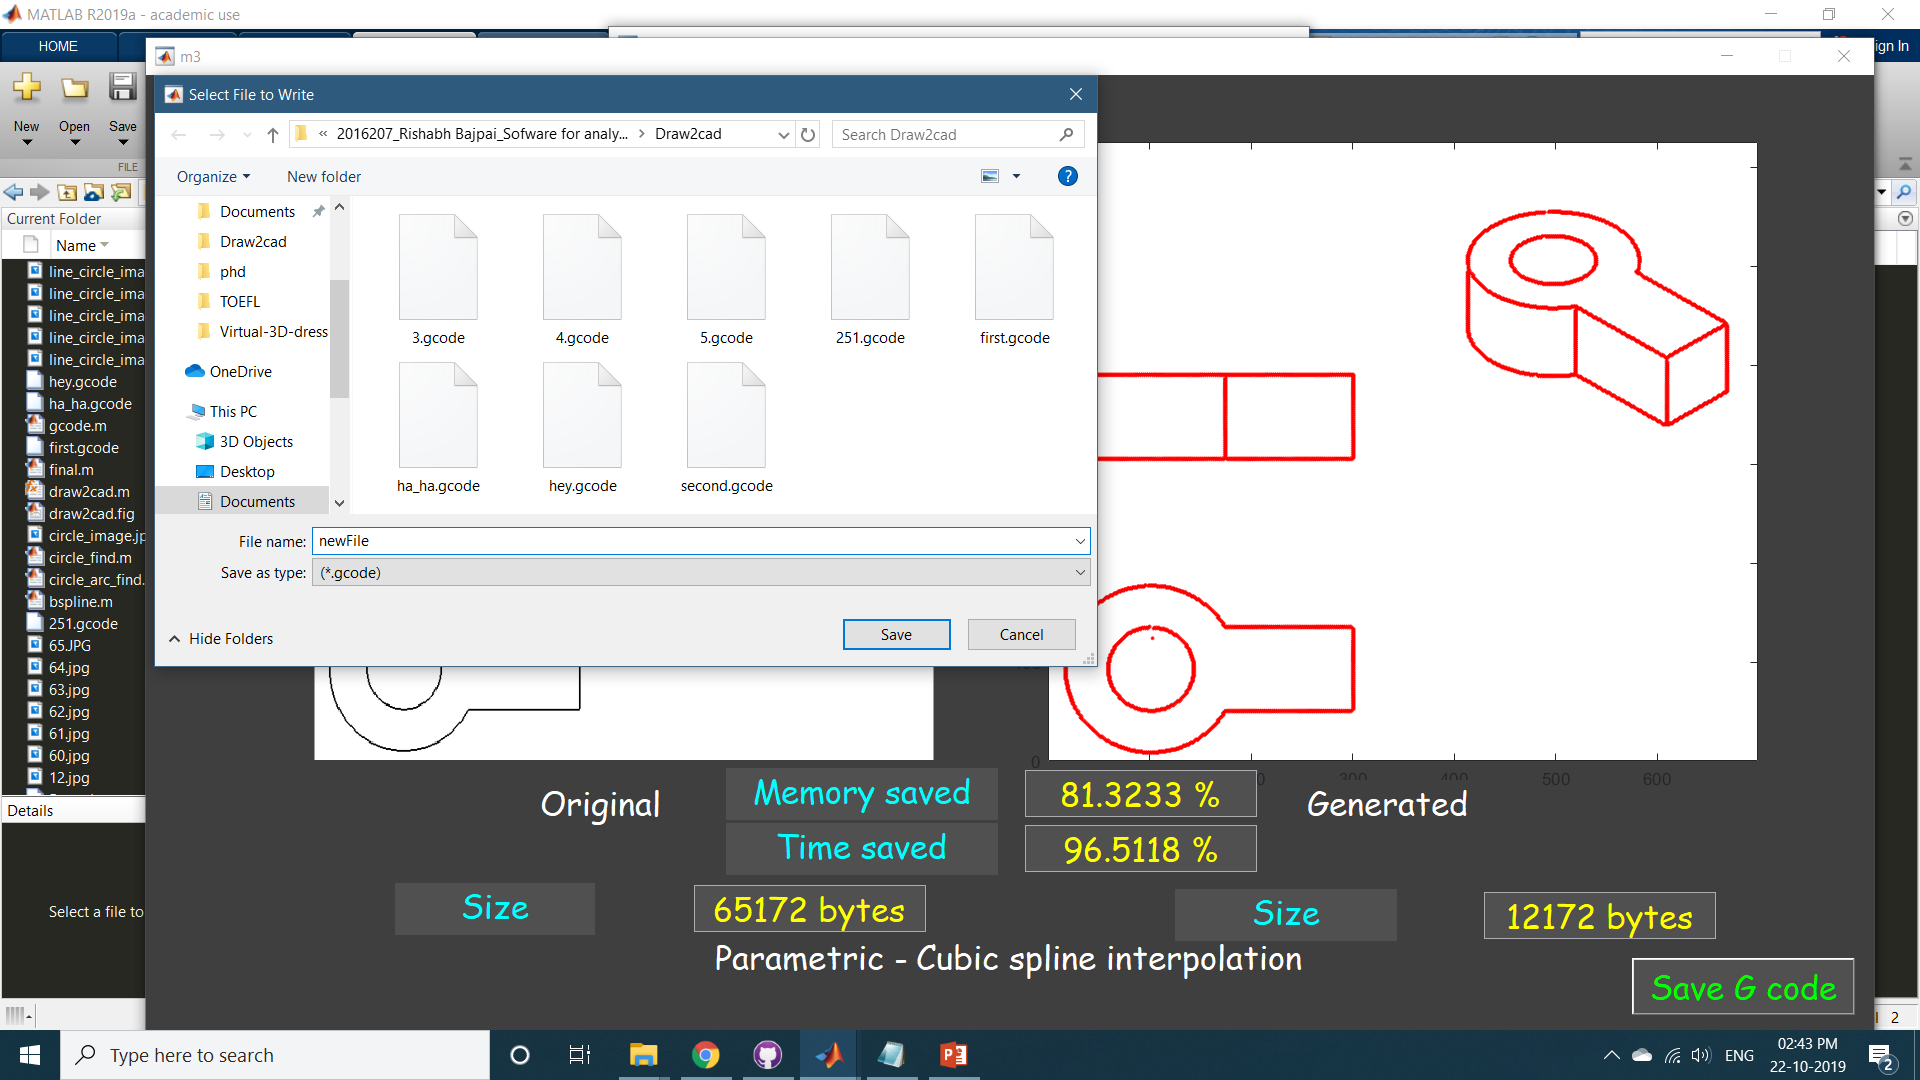 MATLAB R2019a - academic use
HOME
ign In
m3
Select File to Write
New
Open
Save
FILE
« 2016207_Rishabh Bajpai_Sofware for analy... > Draw2cad
Search Draw2cad
Organize
New folder
Current Folder
Name
line_circle_ima
line_circle_ima
line_circle_ima
line_circle_ima
line_circle_ima
hey.gcode
ha_ha.gcode
gcode.m
first.gcode
final.m
draw2cad.m
draw2cad.fig
circle_image.jp
circle_find.m
circle_arc_find.
bspline.m
251.gcode
65.JPG
64.jpg
63.jpg
62.jpg
61.jpg
60.jpg
12.jpg
Details
Select a file to
Documents
Draw2cad
phd
TOEFL
Virtual-3D-dress
OneDrive
This PC
3D Objects
Desktop
Documents
3.gcode
4.gcode
5.gcode
251.gcode
first.gcode
ha_ha.gcode
hey.gcode
second.gcode
File name: newFile
Save as type: (*.gcode)
Hide Folders
Save
Cancel
0
300
400
500
600
Original
Memory saved
81.3233 %
Generated
Time saved
96.5118 %
Size
65172 bytes
Size
12172 bytes
Parametric - Cubic spline interpolation
Save G code
2
Type here to search
ENG
02:43 PM
22-10-2019
2